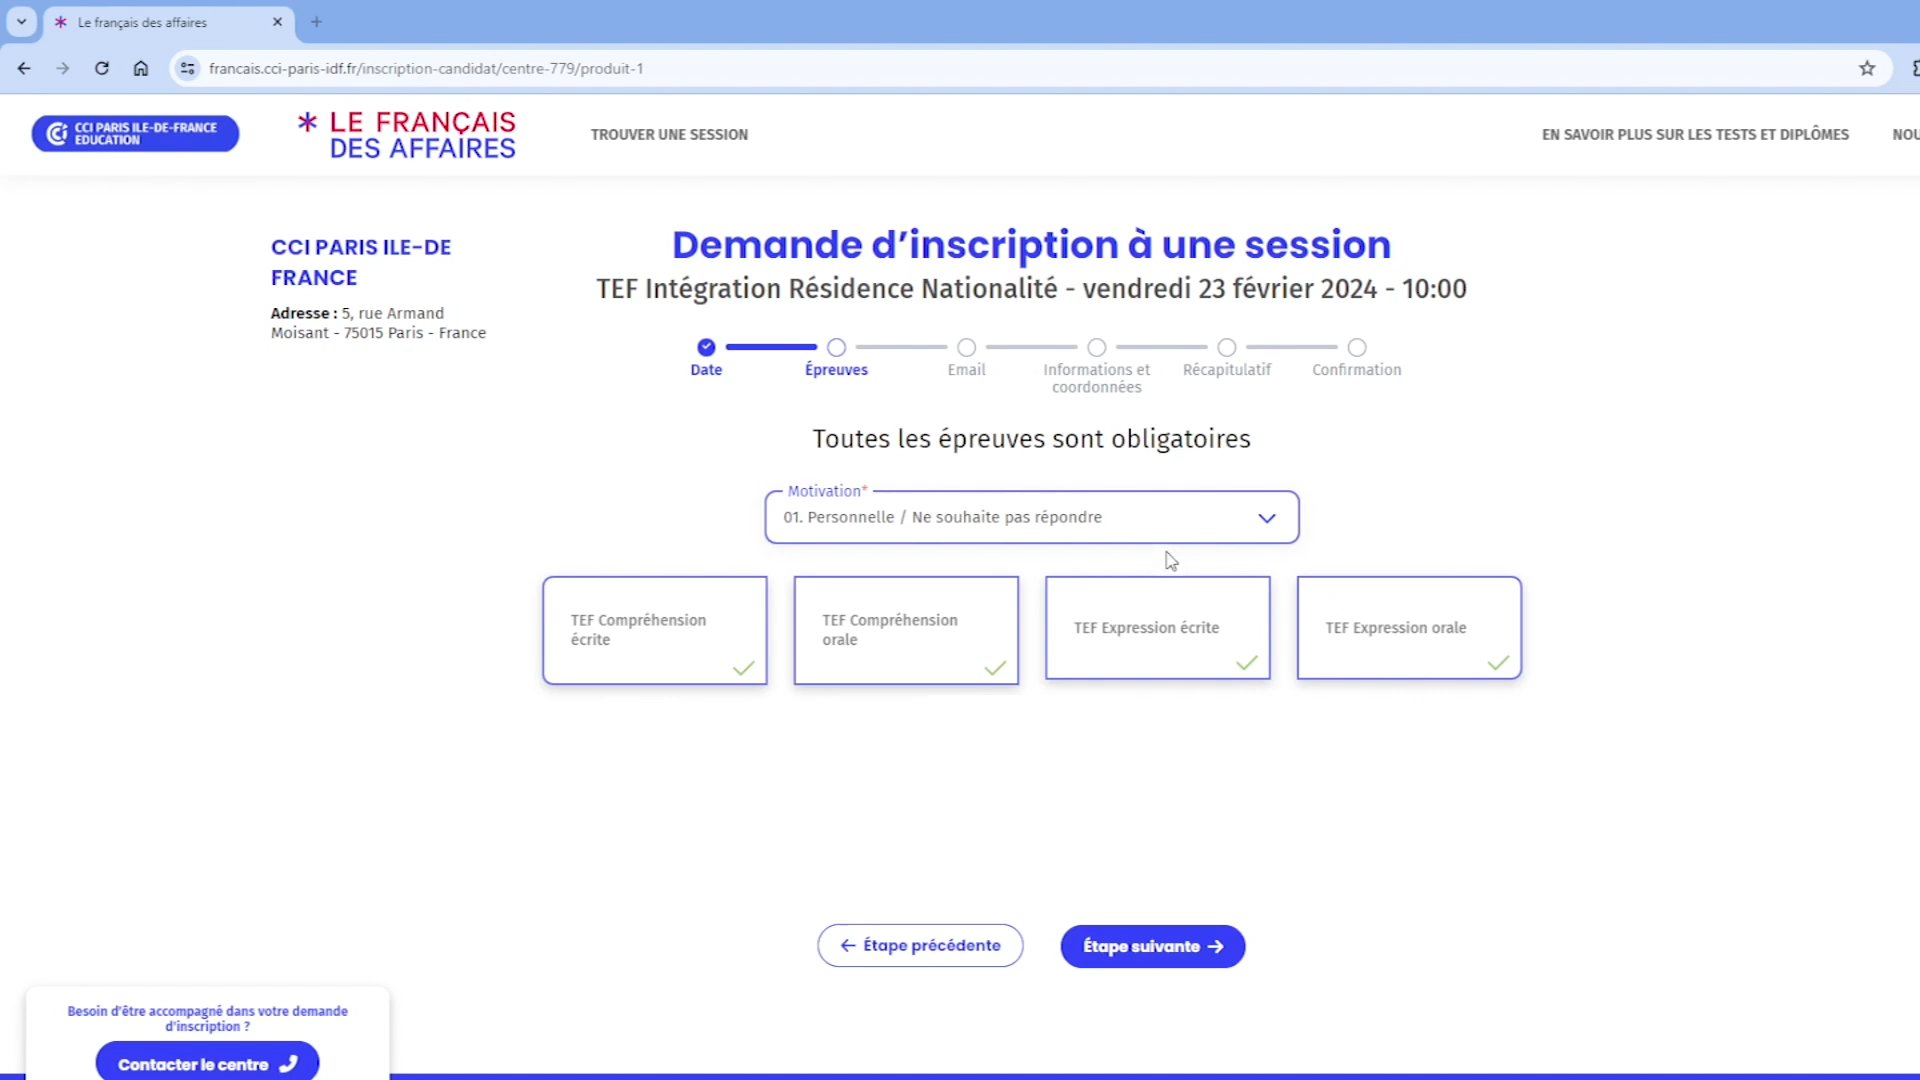 Le français des affaires
francais.cci-paris-idf.fr/inscription-candidat/centre-779/produit-1
CCI PARIS ILE-DE-FRANCE
EDUCATION
LE FRANÇAIS
DES AFFAIRES
TROUVER UNE SESSION
EN SAVOIR PLUS SUR LES TESTS ET DIPLÔMES
NOU
CCI PARIS ILE-DE
FRANCE
Adresse : 5, rue Armand
Moisant - 75015 Paris - France
Demande d'inscription à une session
TEF Intégration Résidence Nationalité - vendredi 23 février 2024 - 10:00
Date
Épreuves
Email
Informations et
coordonnées
Récapitulatif
Confirmation
Toutes les épreuves sont obligatoires
Motivation*
01. Personnelle / Ne souhaite pas répondre
TEF Compréhension
écrite
TEF Compréhension
orale
TEF Expression écrite
TEF Expression orale
← Étape précédente
Étape suivante →
Besoin d'être accompagné dans votre demande
d'inscription ?
Contacter le centre